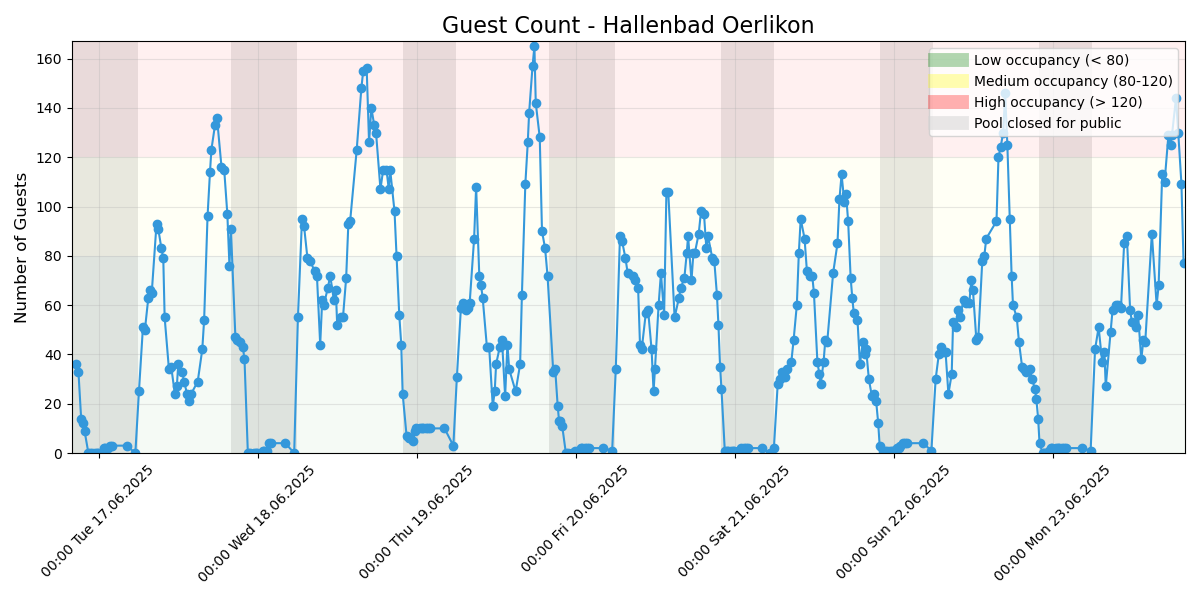 Guest Count - Hallenbad Oerlikon
Number of Guests
160
140
120
100
80
60
40
20
0
Low occupancy (< 80)
Medium occupancy (80-120)
High occupancy (> 120)
Pool closed for public
00:00 Tue 17.06.2025
00:00 Wed 18.06.2025
00:00 Thu 19.06.2025
00:00 Fri 20.06.2025
00:00 Sat 21.06.2025
00:00 Sun 22.06.2025
00:00 Mon 23.06.2025